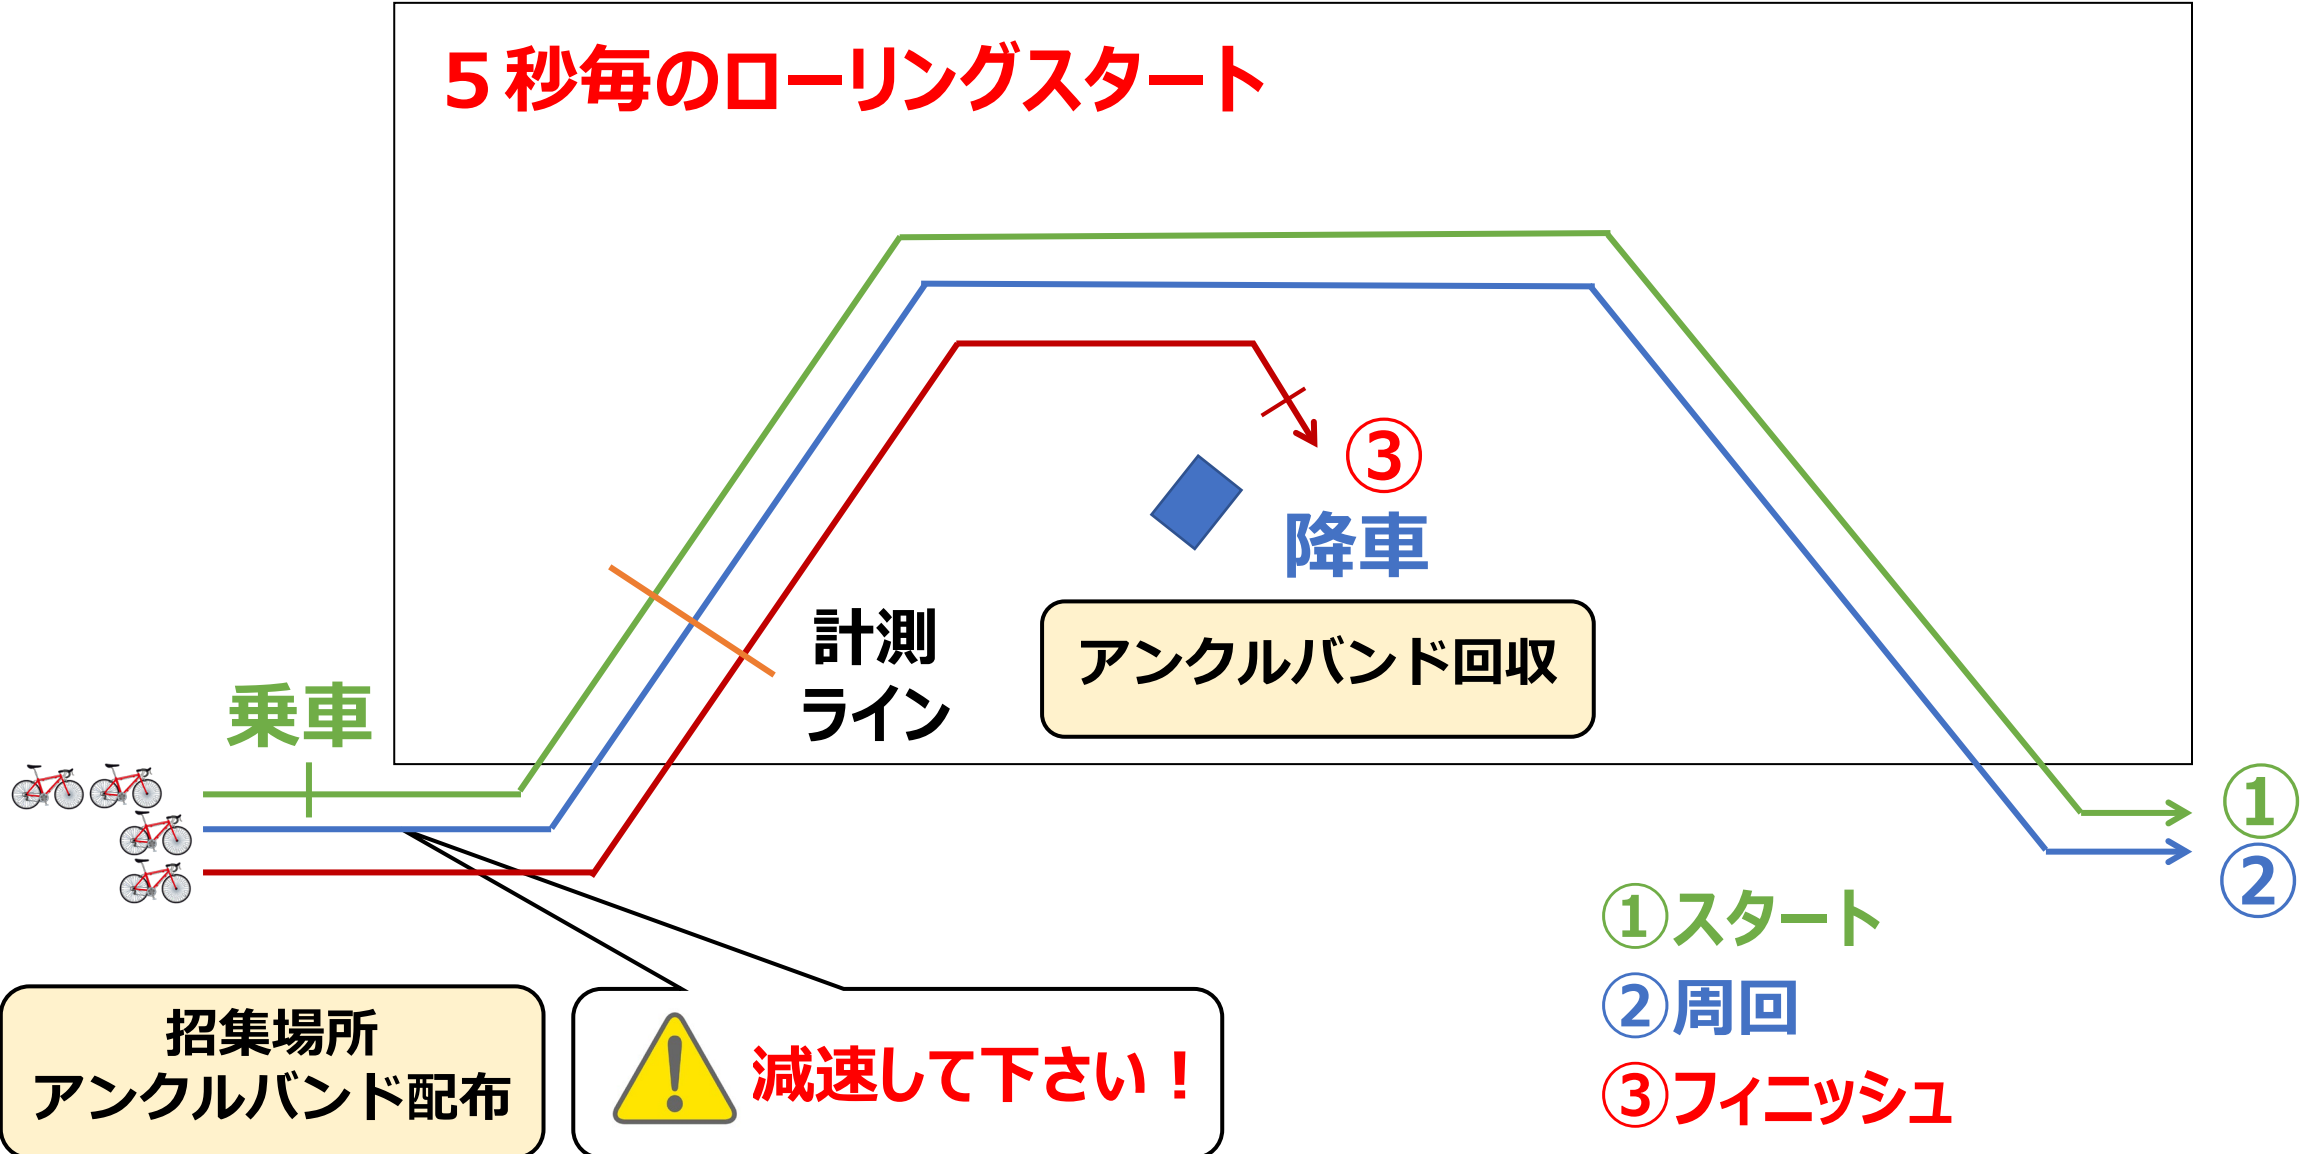 ５秒毎のローリングスタート
③
降車
計測
ライン
アンクルバンド回収
乗車
①
②
①スタート
②周回
③フィニッシュ
招集場所
アンクルバンド配布
減速して下さい！